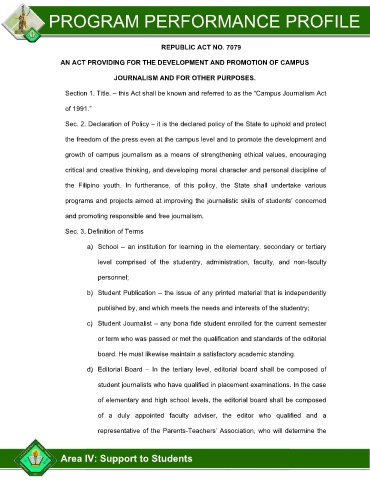 PROGRAM PERFORMANCE PROFILE
REPUBLIC ACT NO. 7079
AN ACT PROVIDING FOR THE DEVELOPMENT AND PROMOTION OF CAMPUS
JOURNALISM AND FOR OTHER PURPOSES.
Section 1. Title. – this Act shall be known and referred to as the “Campus Journalism Act
of 1991.”
Sec. 2. Declaration of Policy – it is the declared policy of the State to uphold and protect
the freedom of the press even at the campus level and to promote the development and
growth of campus journalism as a means of strengthening ethical values, encouraging
critical and creative thinking, and developing moral character and personal discipline of
the Filipino youth. In furtherance, of this policy, the State shall undertake various
programs and projects aimed at improving the journalistic skills of students’ concerned
and promoting responsible and free journalism.
Sec. 3. Definition of Terms
a) School – an institution for learning in the elementary, secondary or tertiary
level comprised of the studentry, administration, faculty, and non-faculty
personnel;
b) Student Publication – the issue of any printed material that is independently
published by, and which meets the needs and interests of the studentry;
c) Student Journalist – any bona fide student enrolled for the current semester
or term who was passed or met the qualification and standards of the editorial
board. He must likewise maintain a satisfactory academic standing.
d) Editorial Board – In the tertiary level, editorial board shall be composed of
student journalists who have qualified in placement examinations. In the case
of elementary and high school levels, the editorial board shall be composed
of a duly appointed faculty adviser, the editor who qualified and a
representative of the Parents-Teachers’ Association, who will determine the
Area IV: Support to Students